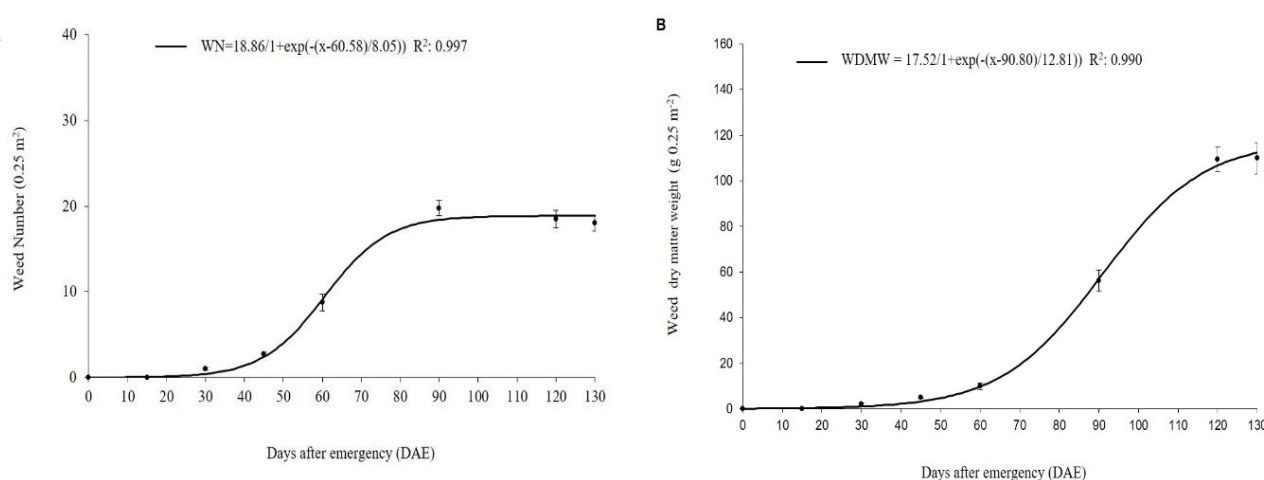 WN=18.86/1+exp(-(x-60.58)/8.05)) R²: 0.997
40
30
20
10
0
Weed Number (0.25 m²)
0 10 20 30 40 50 60 70 80 90 100 110 120 130
Days after emergency (DAE)
B
WDMW = 17.52/1+exp(-(x-90.80)/12.81)) R²: 0.990
160
140
120
100
80
60
40
20
0
Weed dry matter weight (g 0.25 m⁻²)
0 10 20 30 40 50 60 70 80 90 100 110 120 130
Days after emergency (DAE)